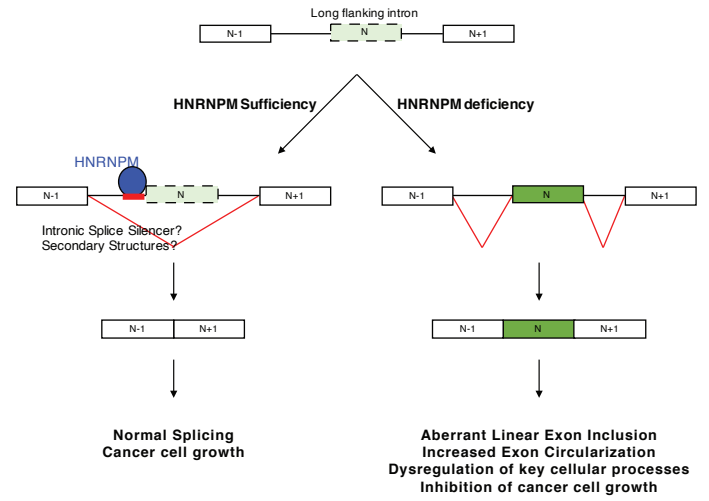 Long flanking intron
N-1
N
N+1
HNRNPM Sufficiency
HNRNPM deficiency
HNRNPM
N-1
N
N+1
N-1
N
N+1
Intronic Splice Silencer?
Secondary Structures?
N-1
N+1
N-1
N
N+1
Normal Splicing
Cancer cell growth
Aberrant Linear Exon Inclusion
Increased Exon Circularization
Dysregulation of key cellular processes
Inhibition of cancer cell growth